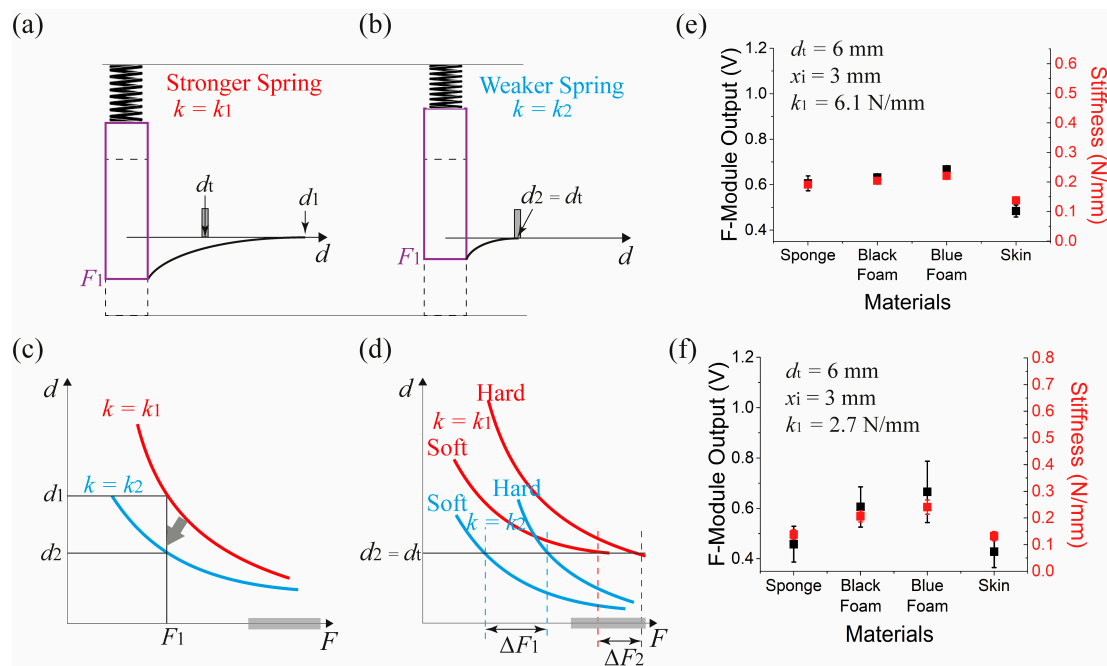 (a)
Stronger Spring
k = k1
dt
d1
F1
d
(b)
Weaker Spring
k = k2
d2 = dt
F1
d
(c)
d
k = k1
k = k2
d1
d2
F1
F
(d)
d
Hard
k = k1
Soft
Hard
Soft
k = k2
d2 = dt
F
ΔF1
ΔF2
(e)
F-Module Output (V)
1.2
1.0
0.8
0.6
0.4
dt = 6 mm
xi = 3 mm
k1 = 6.1 N/mm
0.6
0.5
0.4
0.3
0.2
0.1
0.0
Stiffness (N/mm)
Sponge
Black
Foam
Blue
Foam
Skin
Materials
(f)
F-Module Output (V)
1.2
1.0
0.8
0.6
0.4
dt = 6 mm
xi = 3 mm
k1 = 2.7 N/mm
0.8
0.7
0.6
0.5
0.4
0.3
0.2
0.1
0.0
Stiffness (N/mm)
Sponge
Black
Foam
Blue
Foam
Skin
Materials